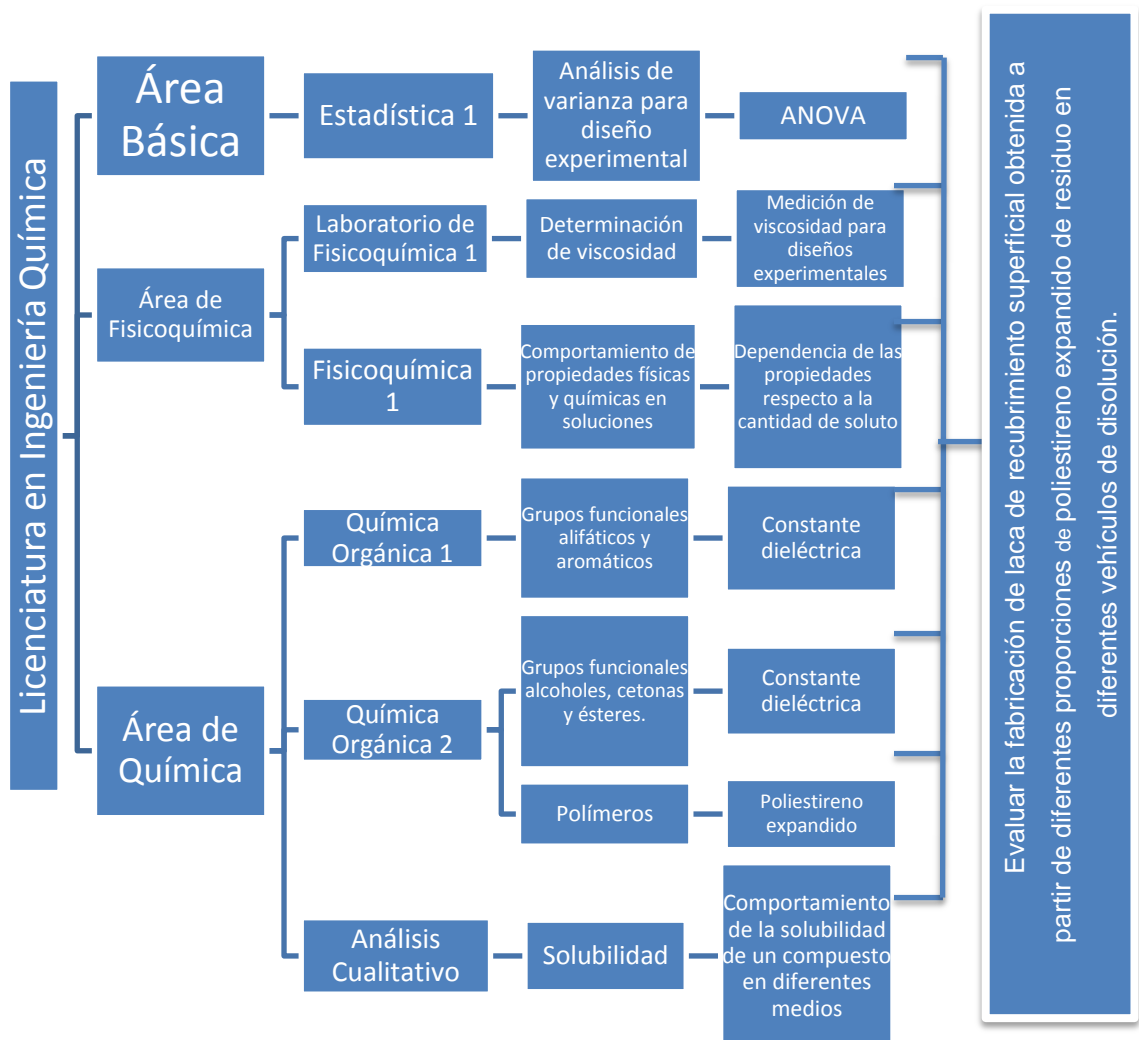 Licenciatura en Ingeniería Química
Área
Básica
Estadística 1
Análisis de
varianza para
diseño
experimental
ANOVA
Área de
Fisicoquímica
Laboratorio de
Fisicoquímica 1
Determinación
de viscosidad
Medición de
viscosidad para
diseños
experimentales
Fisicoquímica
1
Comportamiento de
propiedades físicas
y químicas en
soluciones
Dependencia de las
propiedades
respecto a la
cantidad de soluto
Área de
Química
Química
Orgánica 1
Grupos funcionales
alifáticos y
aromáticos
Constante
dieléctrica
Química
Orgánica 2
Grupos funcionales
alcoholes, cetonas
y ésteres.
Constante
dieléctrica
Polímeros
Poliestireno
expandido
Análisis
Cualitativo
Solubilidad
Comportamiento
de la solubilidad
de un compuesto
en diferentes
medios
Evaluar la fabricación de laca de recubrimiento superficial obtenida a
partir de diferentes proporciones de poliestireno expandido de residuo en
diferentes vehículos de disolución.